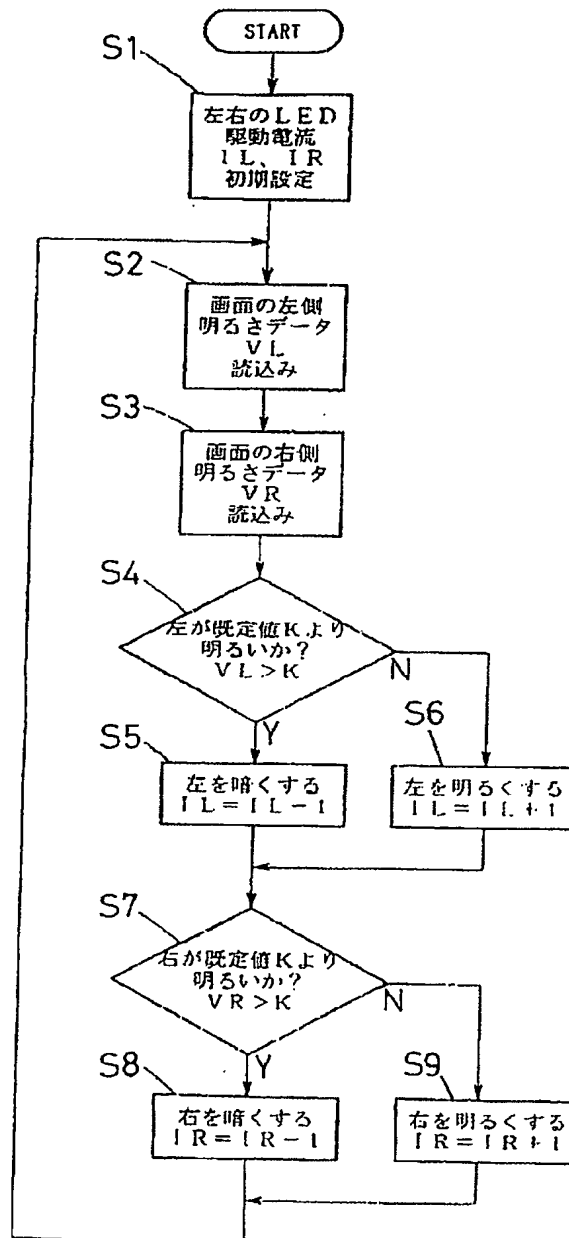 START
S1
左右のLED
駆動電流
IL、IR
初期設定
S2
画面の左側
明るさデータ
VL
読込み
S3
画面の右側
明るさデータ
VR
読込み
S4
左が既定値Kより
明るいか?
VL>K
N
Y
S5
左を暗くする
IL=IL-1
S6
左を明るくする
IL=IL+1
S7
右が既定値Kより
明るいか?
VR>K
N
Y
S8
右を暗くする
IR=IR-1
S9
右を明るくする
IR=IR+1